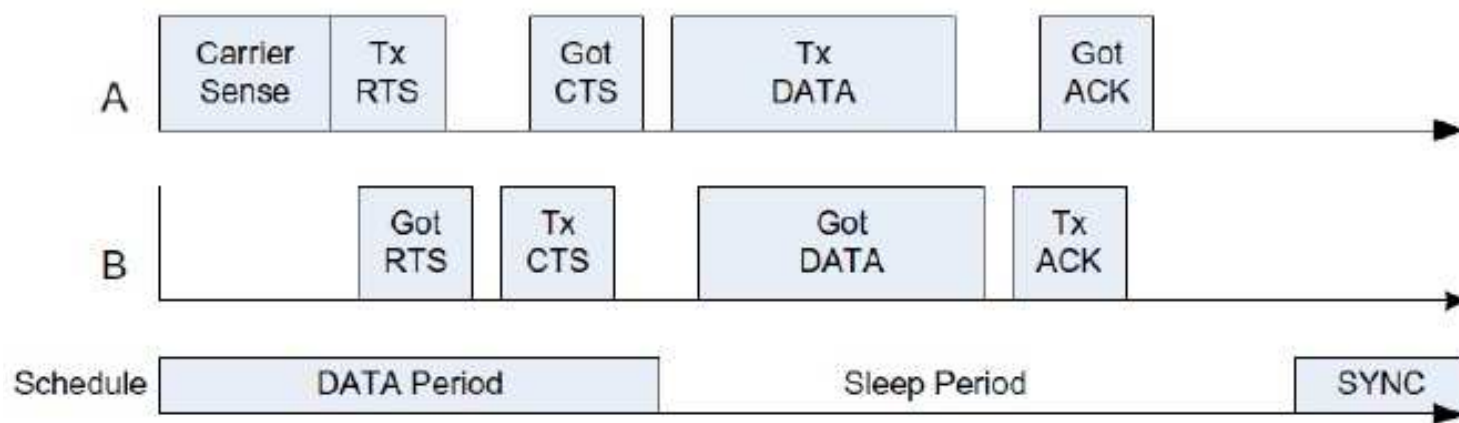 A
Carrier
Sense
Tx
RTS
Got
CTS
Tx
DATA
Got
ACK
B
Got
RTS
Tx
CTS
Got
DATA
Tx
ACK
Schedule
DATA Period
Sleep Period
SYNC